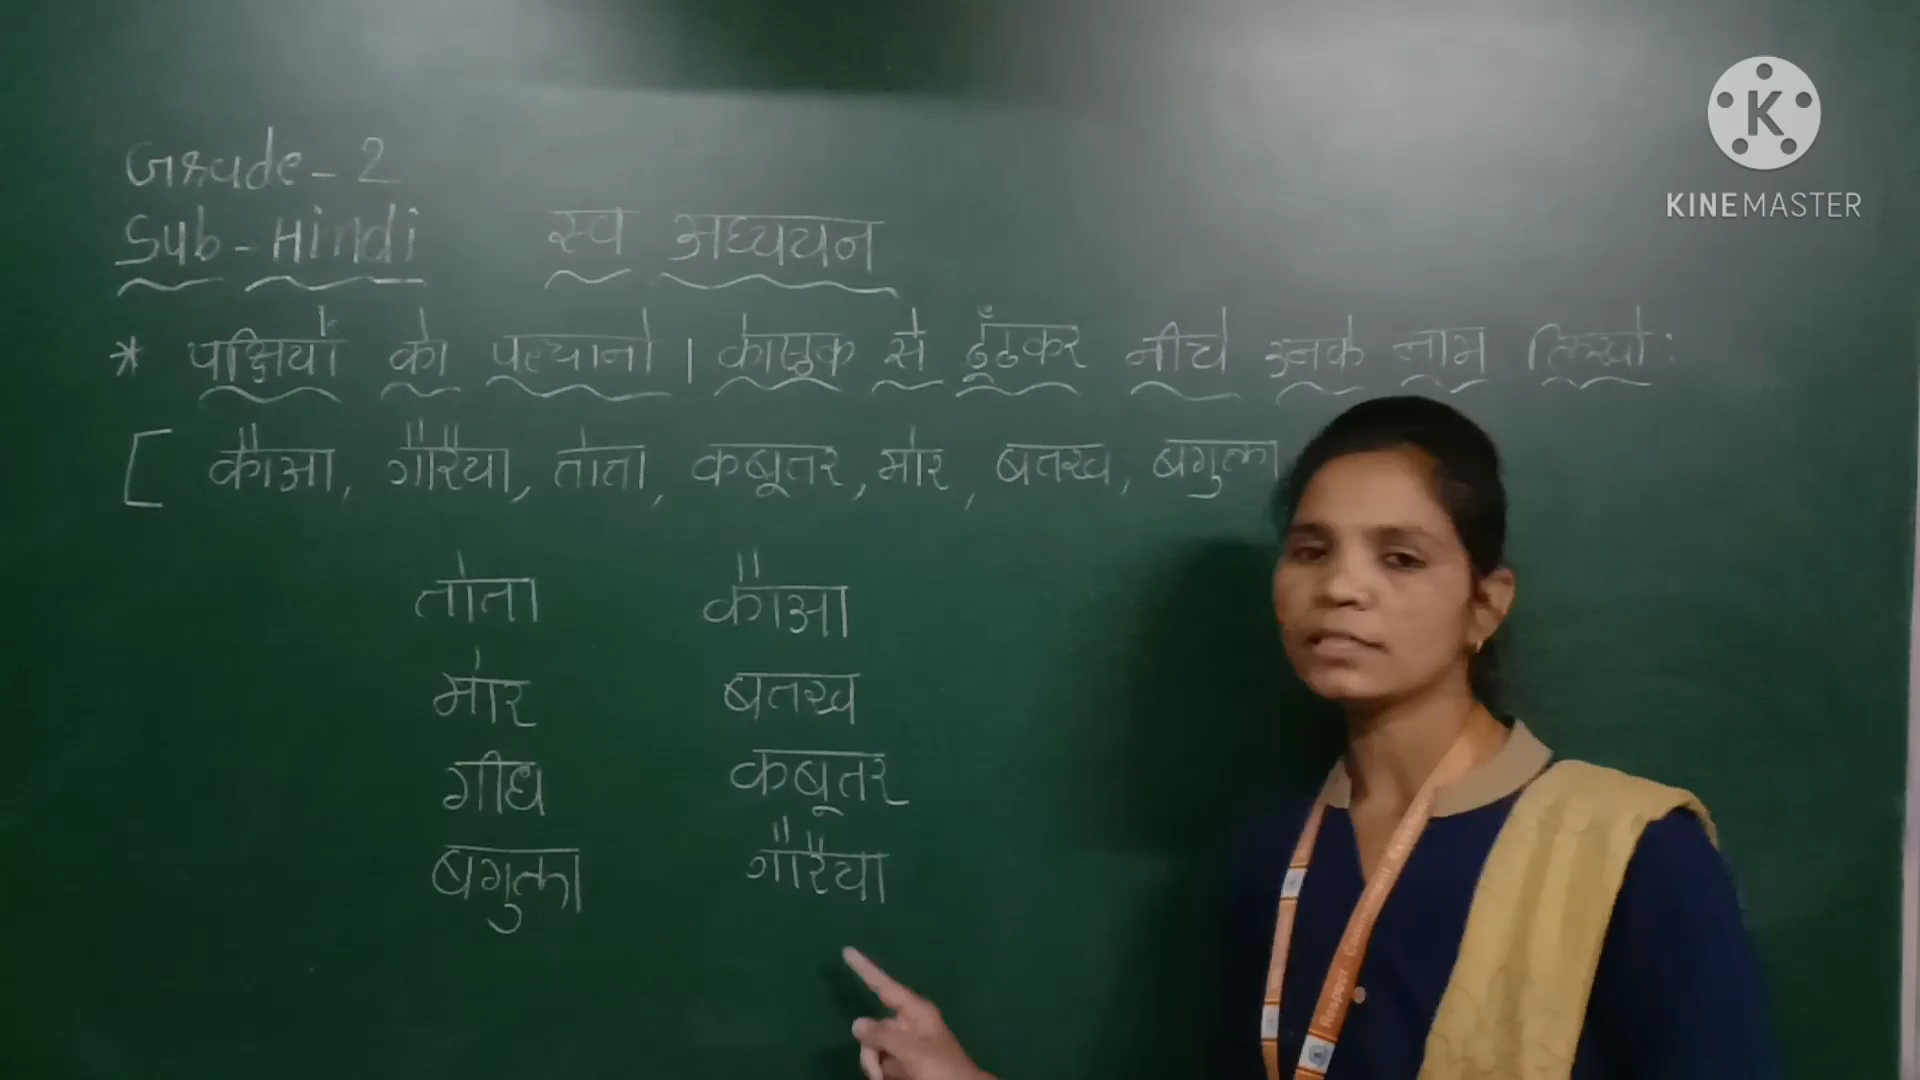 Grade - 2
Sub - Hindi स्व अध्ययन
* पक्षियों को पहचानो । कोष्ठक से ढूँढकर नीचे उनके नाम लिखो :
[ कौआ, गौरैया, तोता, कबूतर, मोर, बतख, बगुला
तोता कौआ
मोर बतख
गीध कबूतर
बगुला गौरैया
K
KINEMASTER
Respect